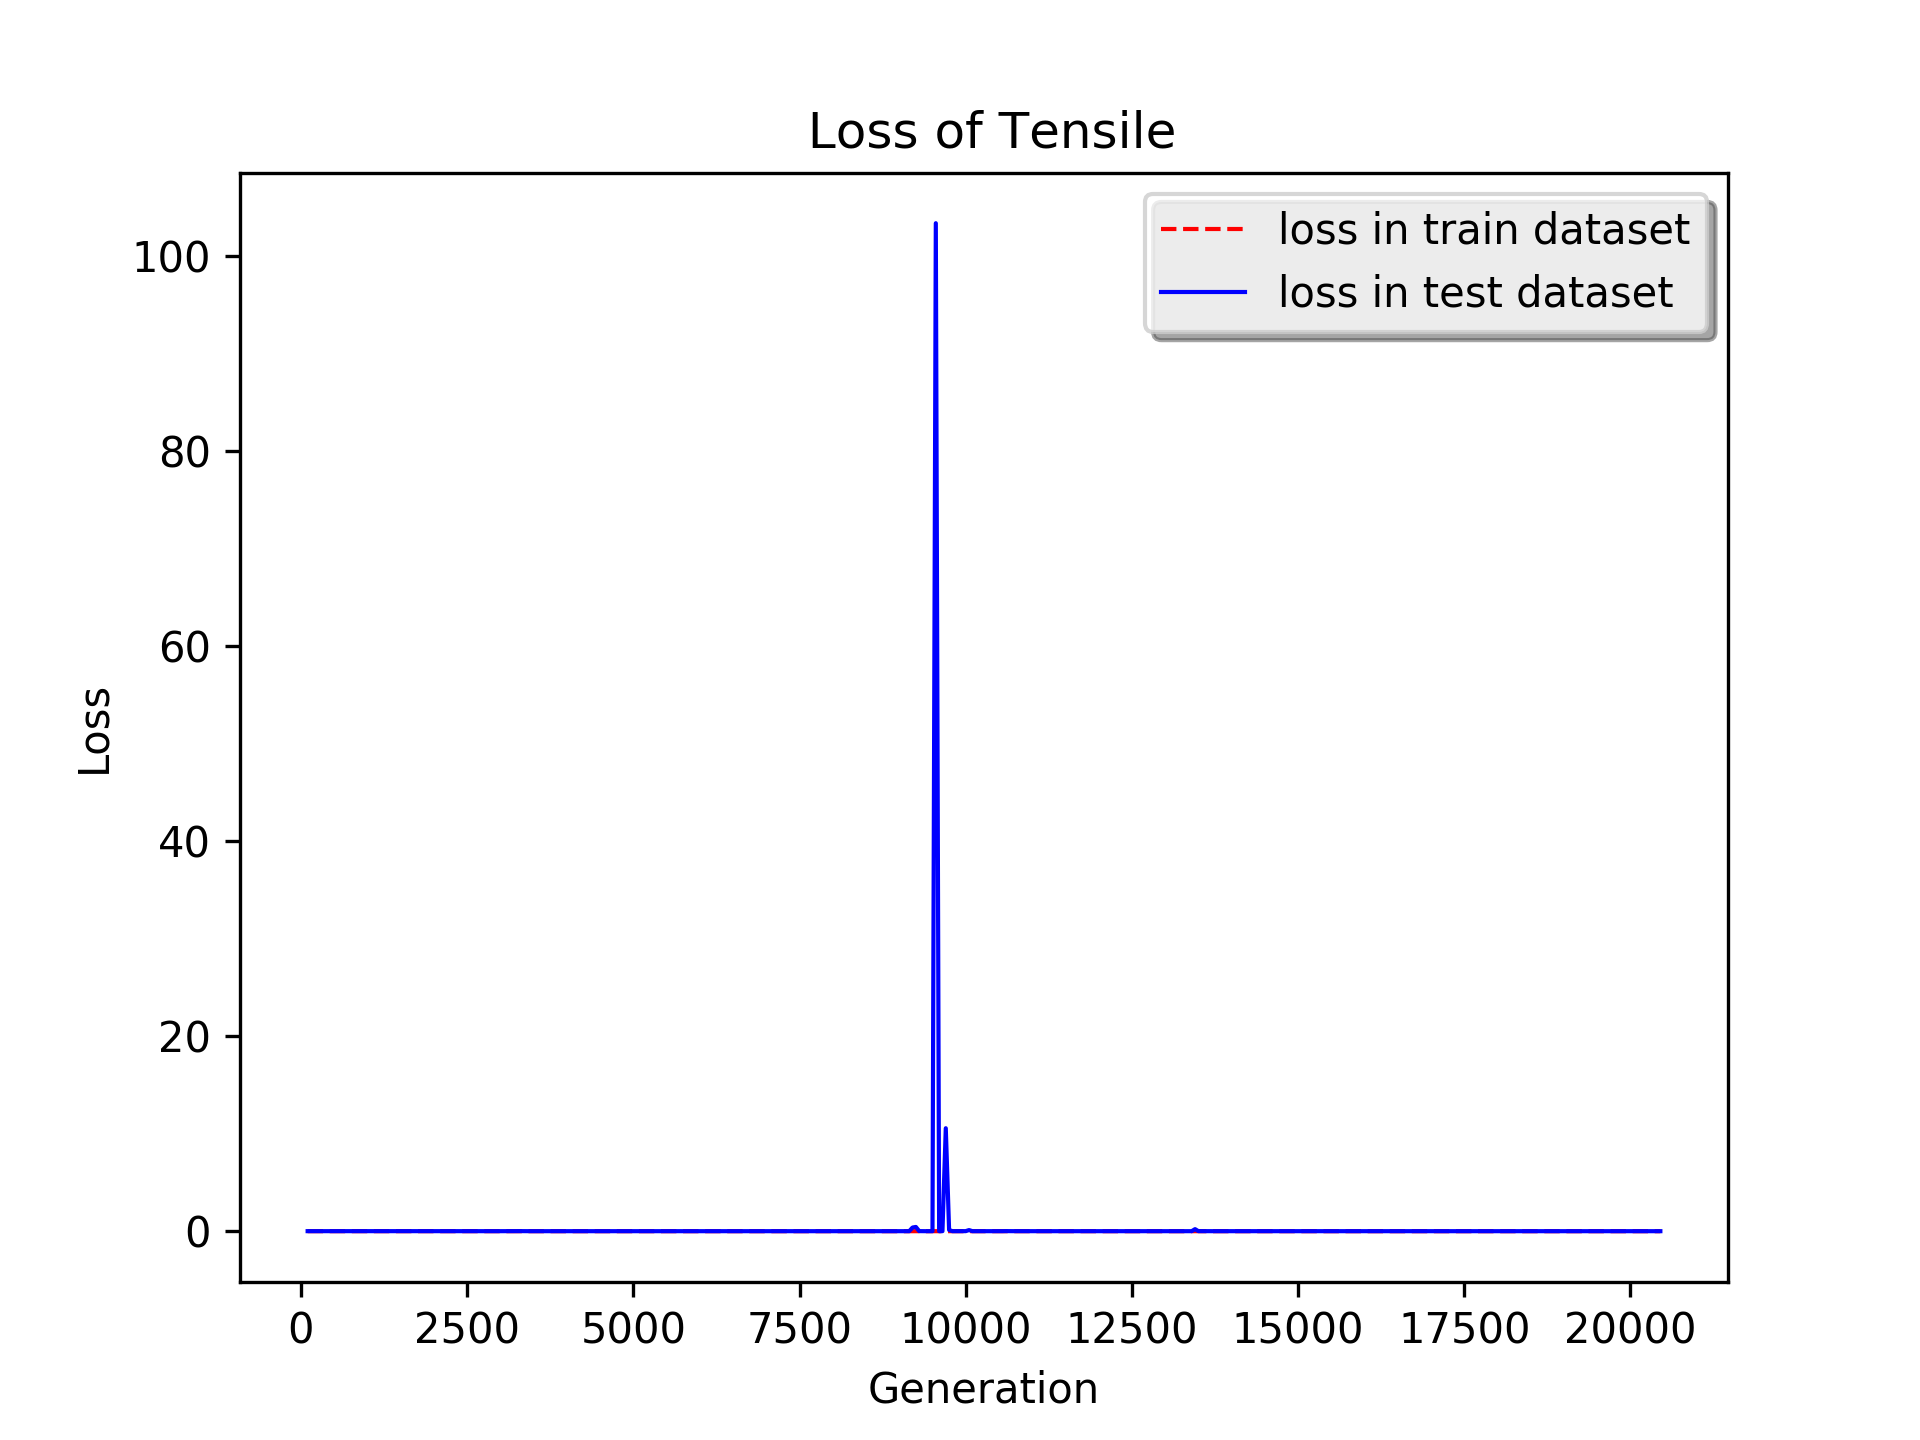 Loss of Tensile
loss in train dataset
loss in test dataset
100
80
60
40
20
0
Loss
0 2500 5000 7500 10000 12500 15000 17500 20000
Generation